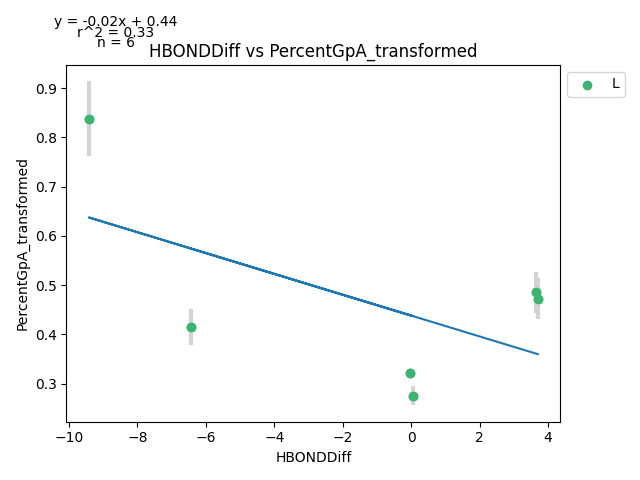 y = -0.02x + 0.44
r^2 = 0.33
n = 6
HBONDDiff vs PercentGpA_transformed
L
PercentGpA_transformed
0.9
0.8
0.7
0.6
0.5
0.4
0.3
−10
−8
−6
−4
−2
0
2
4
HBONDDiff